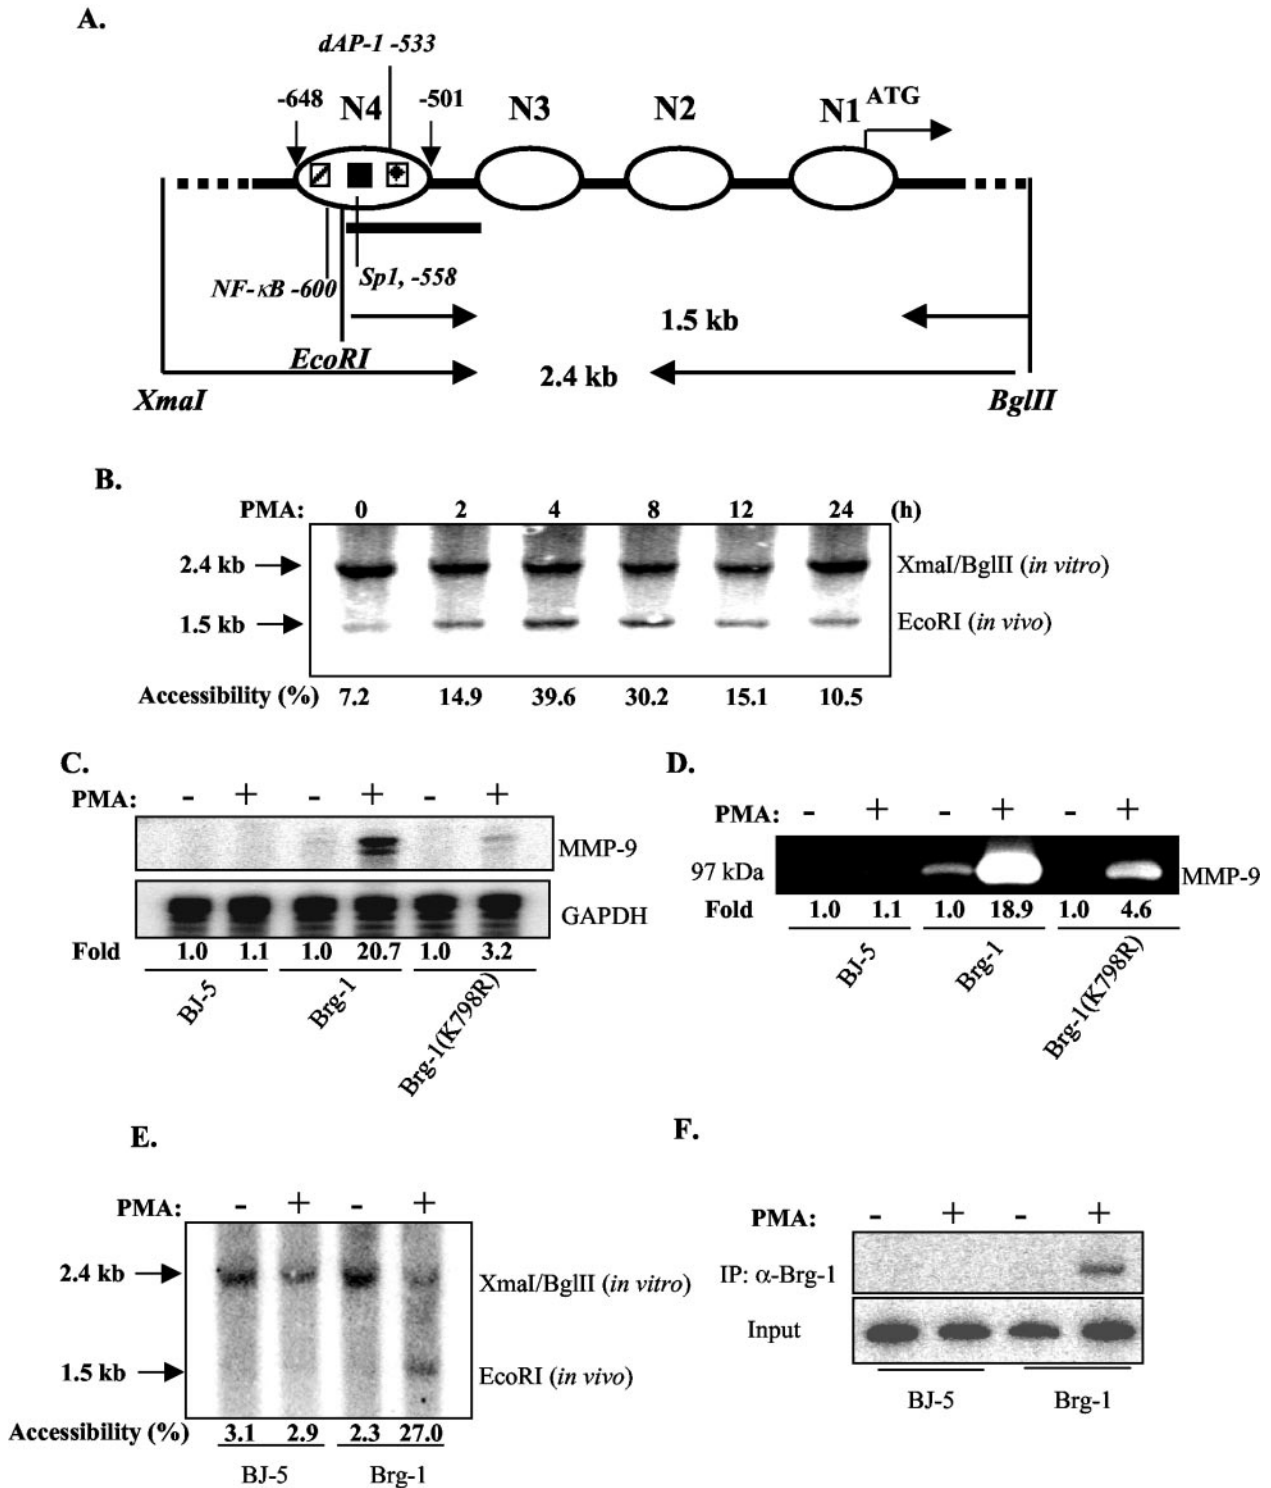 A.
dAP-1 -533
-648 N4 -501 N3 N2 N1 ATG
NF-κB -600 Sp1, -558
1.5 kb
EcoRI
2.4 kb
XmaI BglII
B.
PMA: 0 2 4 8 12 24 (h)
2.4 kb XmaI/BglII (in vitro)
1.5 kb EcoRI (in vivo)
Accessibility (%) 7.2 14.9 39.6 30.2 15.1 10.5
C.
PMA: - + - + - +
MMP-9
GAPDH
Fold 1.0 1.1 1.0 20.7 1.0 3.2
BJ-5 Brg-1 Brg-1(K798R)
D.
PMA: - + - + - +
97 kDa MMP-9
Fold 1.0 1.1 1.0 18.9 1.0 4.6
BJ-5 Brg-1 Brg-1(K798R)
E.
PMA: - + - +
2.4 kb XmaI/BglII (in vitro)
1.5 kb EcoRI (in vivo)
Accessibility (%) 3.1 2.9 2.3 27.0
BJ-5 Brg-1
F.
PMA: - + - +
IP: α-Brg-1
Input
BJ-5 Brg-1